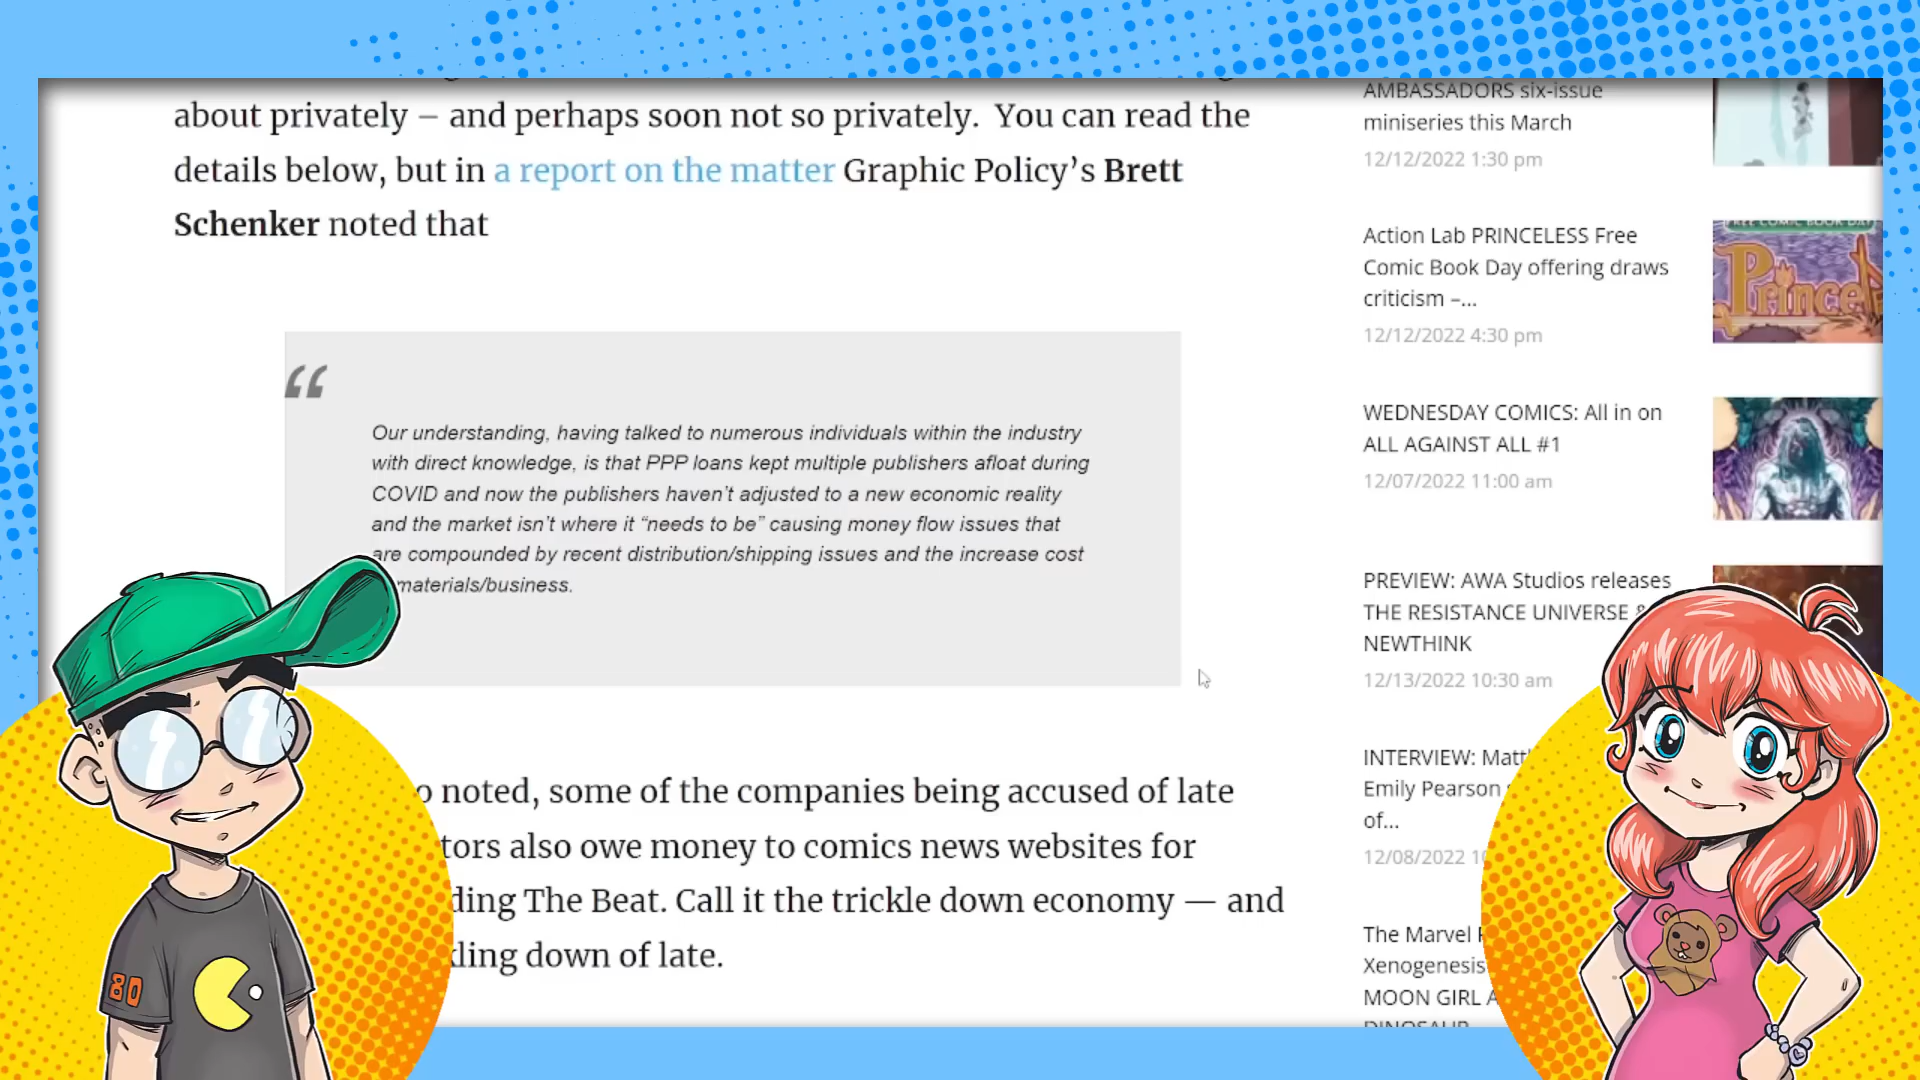 about privately – and perhaps soon not so privately. You can read the
details below, but in a report on the matter Graphic Policy’s Brett
Schenker noted that
“
Our understanding, having talked to numerous individuals within the industry
with direct knowledge, is that PPP loans kept multiple publishers afloat during
COVID and now the publishers haven’t adjusted to a new economic reality
and the market isn’t where it “needs to be” causing money flow issues that
are compounded by recent distribution/shipping issues and the increase cost
materials/business.
noted, some of the companies being accused of late
also owe money to comics news websites for
The Beat. Call it the trickle down economy — and
down of late.
AMBASSADORS six-issue
miniseries this March
12/12/2022 1:30 pm
Action Lab PRINCELESS Free
Comic Book Day offering draws
criticism –...
12/12/2022 4:30 pm
FREE COMIC BOOK DAY
WEDNESDAY COMICS: All in on
ALL AGAINST ALL #1
12/07/2022 11:00 am
PREVIEW: AWA Studios releases
THE RESISTANCE UNIVERSE
NEWTHINK
12/13/2022 10:30 am
INTERVIEW:
Emily Pearson
of...
12/08/2022
The Marvel
Xenogenesis
MOON GIRL
80